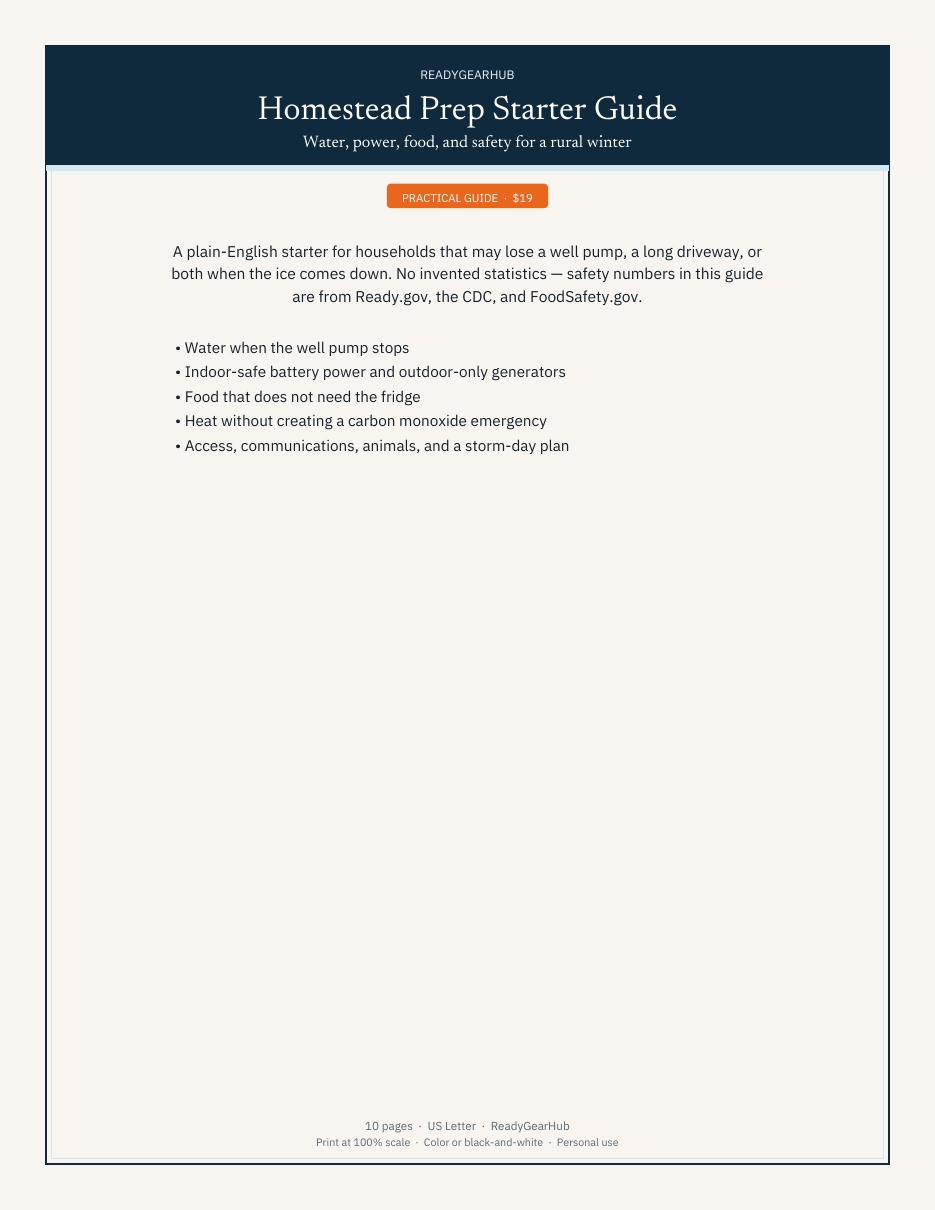 READYGEARHUB
Homestead Prep Starter Guide
Water, power, food, and safety for a rural winter
PRACTICAL GUIDE · $19
A plain-English starter for households that may lose a well pump, a long driveway, or
both when the ice comes down. No invented statistics — safety numbers in this guide
are from Ready.gov, the CDC, and FoodSafety.gov.
• Water when the well pump stops
• Indoor-safe battery power and outdoor-only generators
• Food that does not need the fridge
• Heat without creating a carbon monoxide emergency
• Access, communications, animals, and a storm-day plan
10 pages · US Letter · ReadyGearHub
Print at 100% scale · Color or black-and-white · Personal use